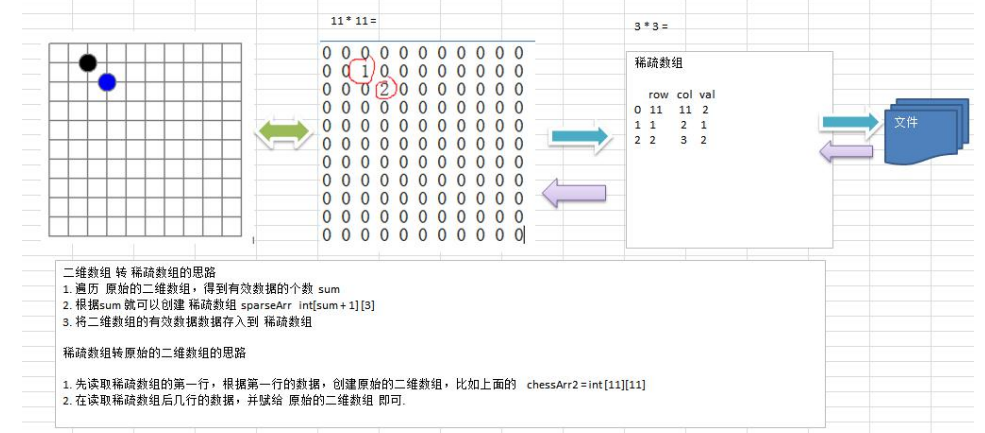 11 * 11 =
3 * 3 =
0 0 0 0 0 0 0 0 0 0 0
0 0 1 0 0 0 0 0 0 0 0
0 0 0 2 0 0 0 0 0 0 0
0 0 0 0 0 0 0 0 0 0 0
0 0 0 0 0 0 0 0 0 0 0
0 0 0 0 0 0 0 0 0 0 0
0 0 0 0 0 0 0 0 0 0 0
0 0 0 0 0 0 0 0 0 0 0
0 0 0 0 0 0 0 0 0 0 0
0 0 0 0 0 0 0 0 0 0 0
0 0 0 0 0 0 0 0 0 0 0
稀疏数组
row col val
0 11 11 2
1 1 2 1
2 2 3 2
文件
二维数组 转 稀疏数组的思路
1. 遍历 原始的二维数组，得到有效数据的个数 sum
2. 根据sum 就可以创建 稀疏数组 sparseArr int[sum + 1] [3]
3. 将二维数组的有效数据数据存入到 稀疏数组
稀疏数组转原始的二维数组的思路
1. 先读取稀疏数组的第一行，根据第一行的数据，创建原始的二维数组，比如上面的 chessArr2 = int [11][11]
2. 在读取稀疏数组后几行的数据，并赋给 原始的二维数组 即可.